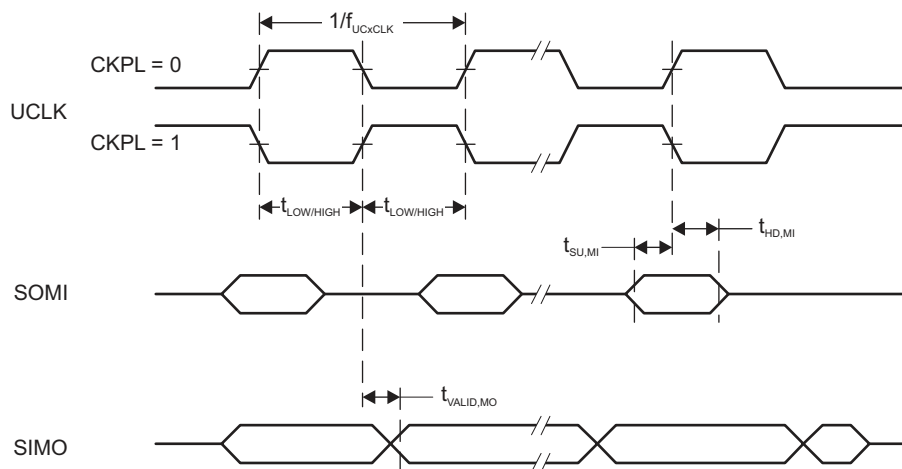 1/fUCxCLK
CKPL = 0
UCLK
CKPL = 1
tLOW/HIGH tLOW/HIGH
tHD,MI
tSU,MI
SOMI
tVALID,MO
SIMO